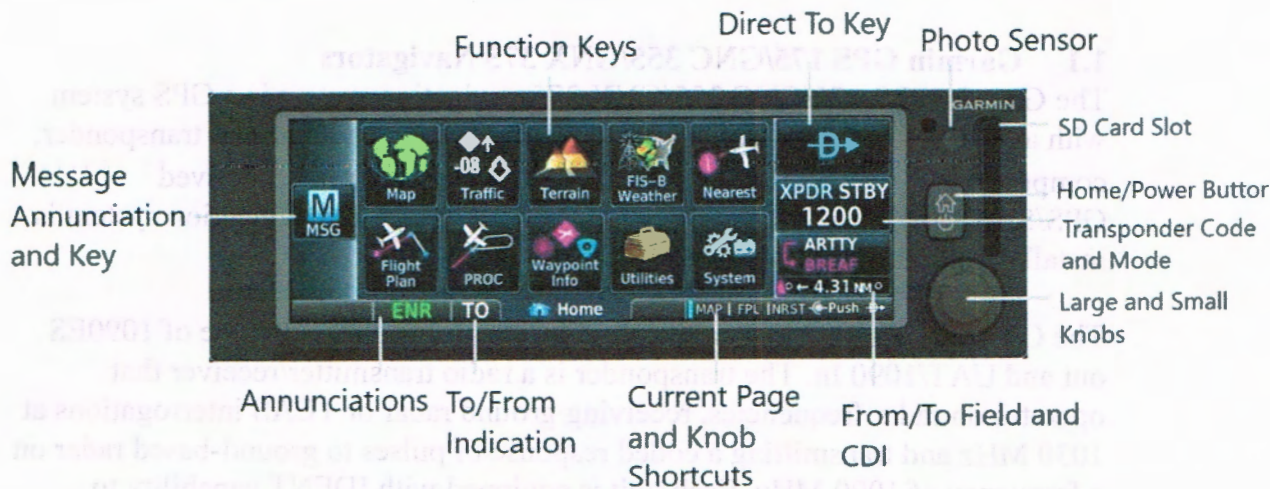 Direct To Key
Function Keys
Photo Sensor
GARMIN
SD Card Slot
Message
Annunciation
and Key
M
MSG
Map
-08
Traffic
Terrain
FIS-B
Weather
Nearest
D
XPDR STBY
1200
Home/Power Button
Transponder Code
and Mode
Flight
Plan
PROC
Waypoint
Info
Utilities
System
ARTTY
BREAF
4.31 NM
Large and Small
Knobs
ENR
TO
Home
MAP FPL NRST Push
Annunciations
To/From
Indication
Current Page
and Knob
Shortcuts
From/To Field and
CDI